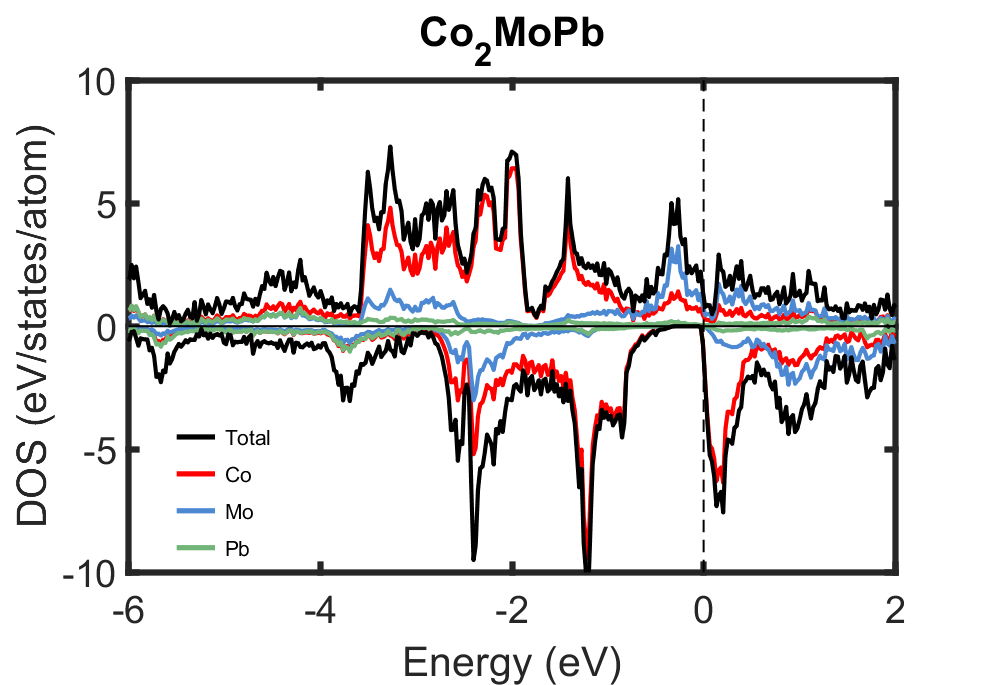 Co2MoPb
10
5
0
-5
-10
DOS (eV/states/atom)
Total
Co
Mo
Pb
-6 -4 -2 0 2
Energy (eV)